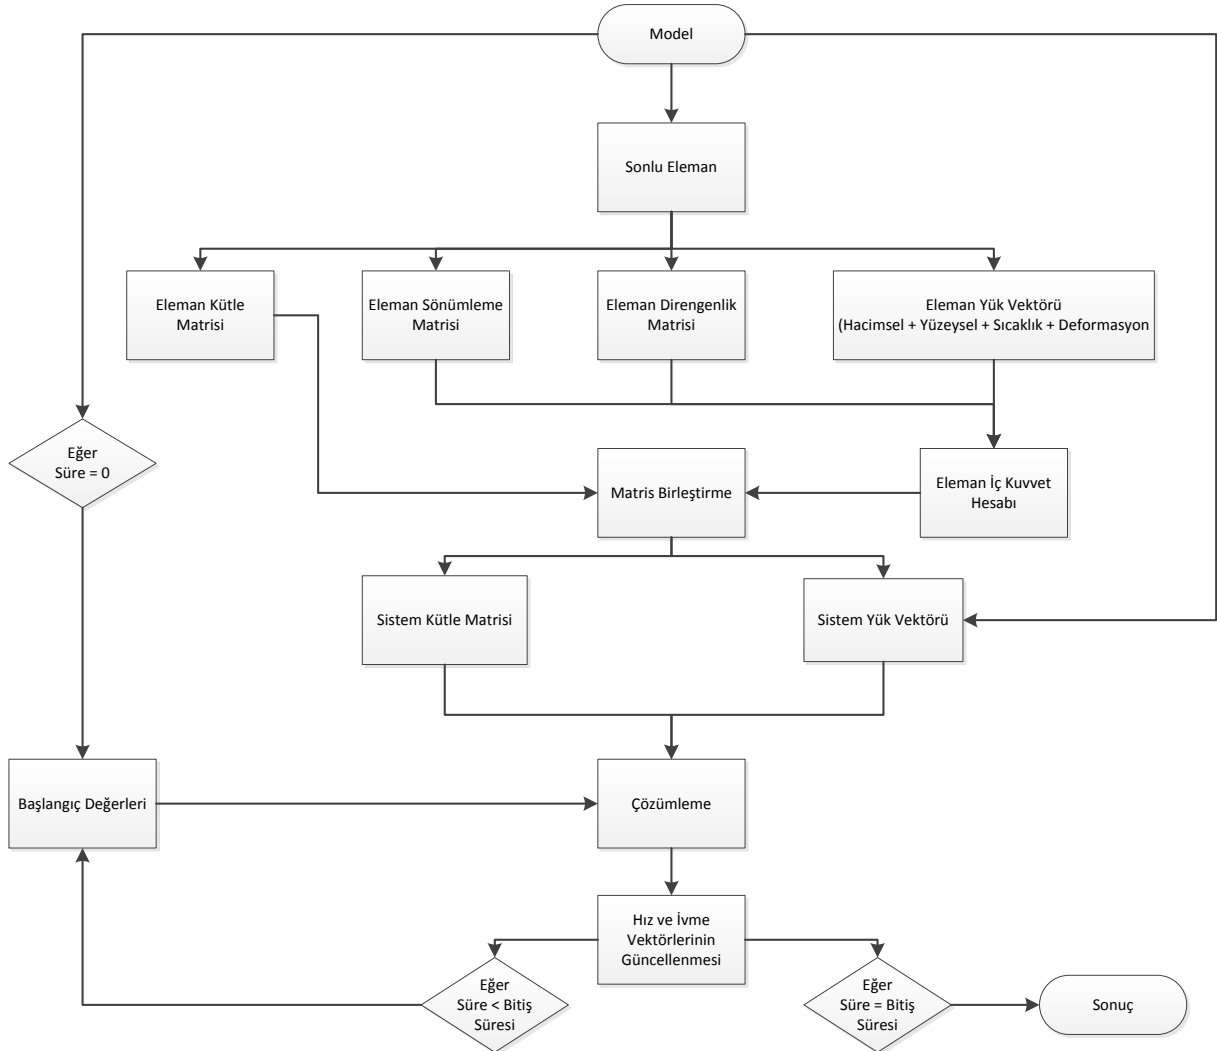 Model
Sonlu Eleman
Eleman Kütle
Matrisi
Eleman Sönümleme
Matrisi
Eleman Direngenlik
Matrisi
Eleman Yük Vektörü
(Hacimsel + Yüzeysel + Sıcaklık + Deformasyon
Eğer
Süre = 0
Matris Birleştirme
Eleman İç Kuvvet
Hesabı
Sistem Kütle Matrisi
Sistem Yük Vektörü
Başlangıç Değerleri
Çözümleme
Hız ve İvme
Vektörlerinin
Güncellenmesi
Eğer
Süre < Bitiş
Süresi
Eğer
Süre = Bitiş
Süresi
Sonuç